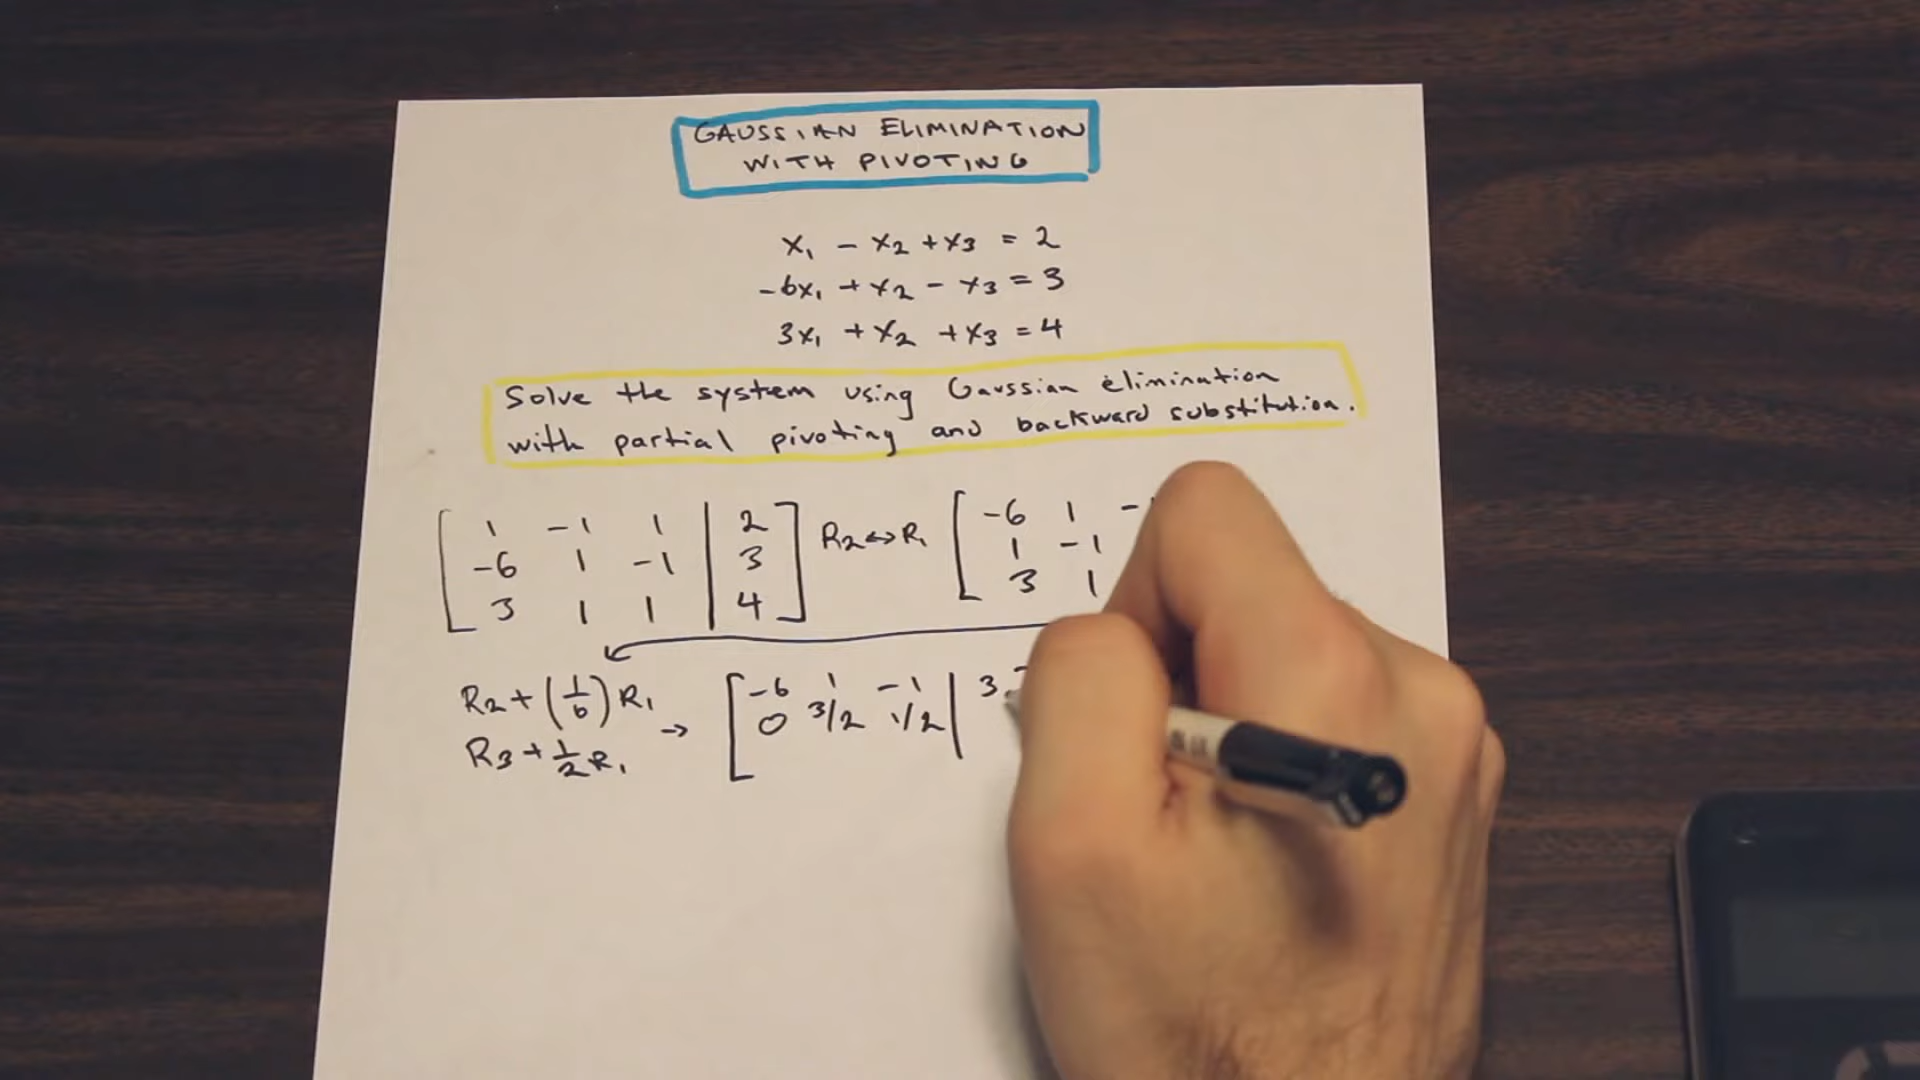 GAUSSIAN ELIMINATION
WITH PIVOTING
x₁ - x₂ + x₃ = 2
-6x₁ + x₂ - x₃ = 3
3x₁ + x₂ + x₃ = 4
Solve the system using Gaussian elimination
with partial pivoting and backward substitution.
[ 1 -1 1 | 2 ] R₂↔R₁ [ -6 1 -
-6 1 -1 | 3 1 -1
3 1 1 | 4 3 1
R₂ + (1/6) R₁ → [ -6 1 -1 | 3
0 3/2 1/2
R₃ + 1/2 R₁